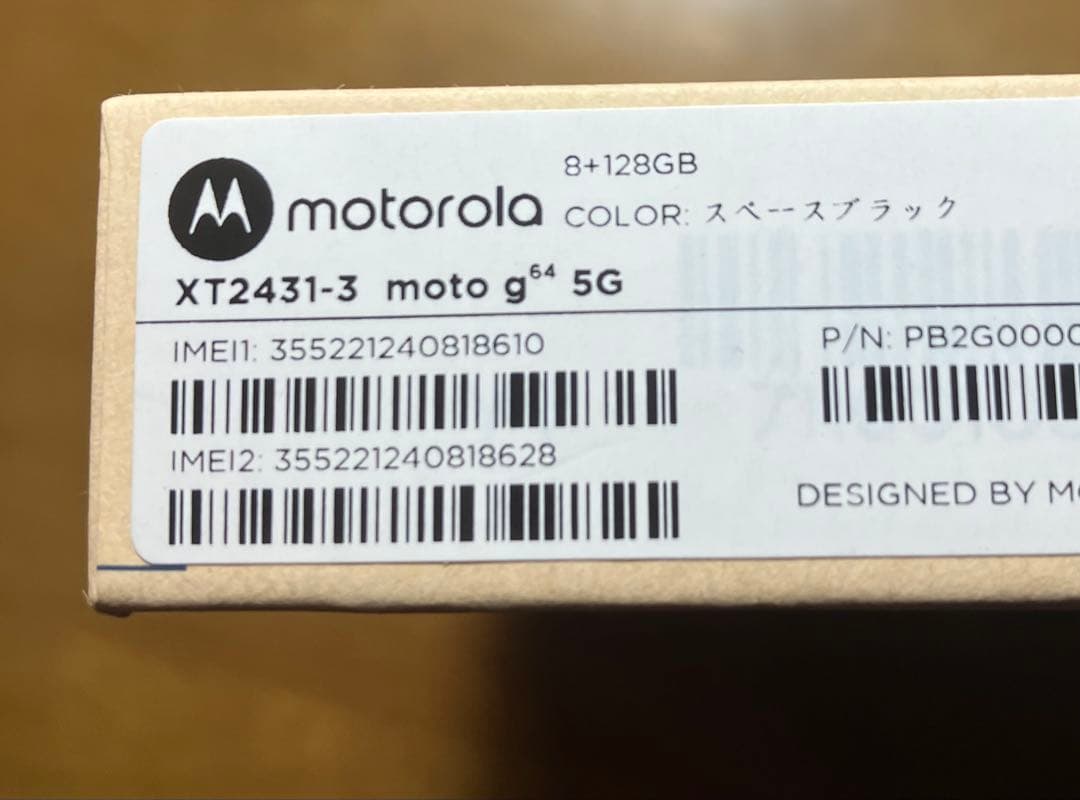 motorola
8+128GB
COLOR: スペースブラック
XT2431-3 moto g64 5G
IMEI1: 355221240818610
IMEI2: 355221240818628
P/N: PB2G000
DESIGNED BY